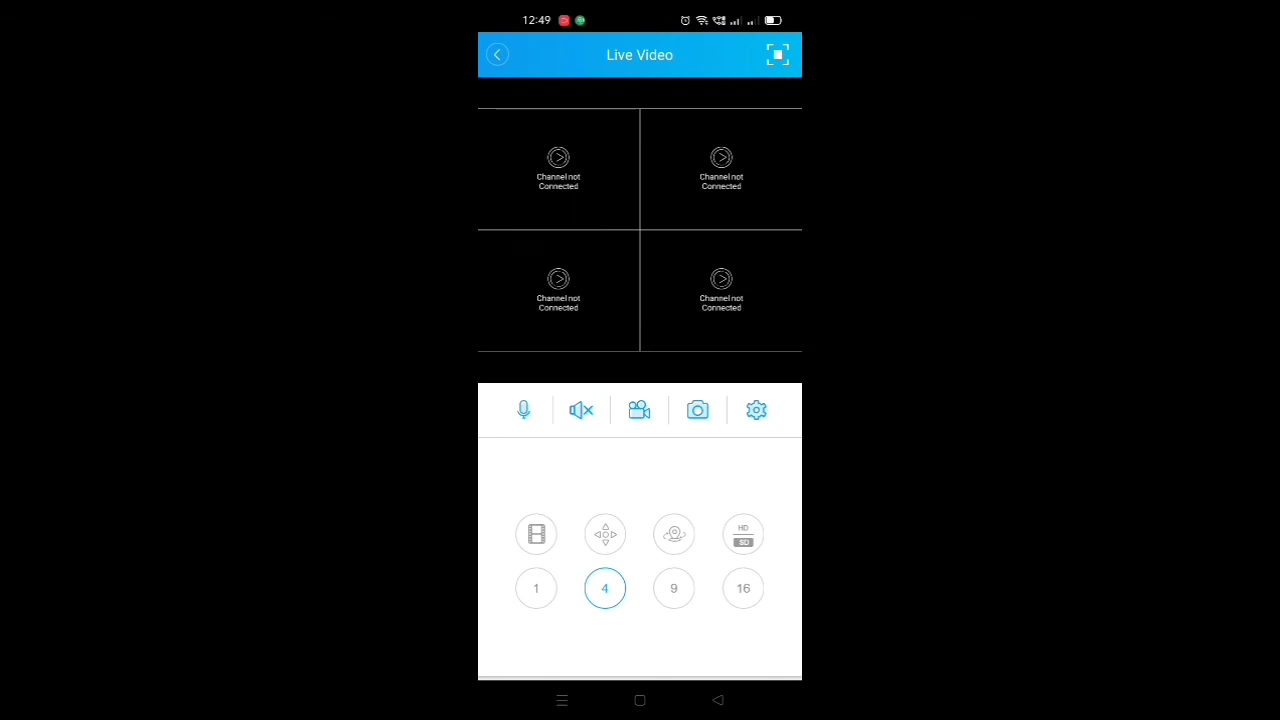 12:49
Live Video
Channel not
Connected
Channel not
Connected
Channel not
Connected
Channel not
Connected
HD
SD
1
4
9
16